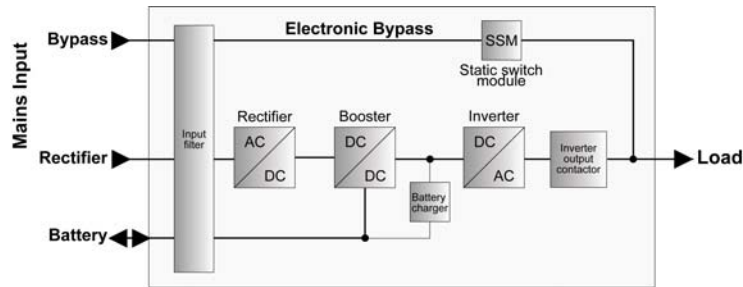 Mains Input
Bypass
Electronic Bypass
SSM
Static switch
module
Rectifier
Booster
Inverter
Rectifier
Input
filter
AC
DC
DC
DC
DC
AC
Inverter
output
contactor
Load
Battery
charger
Battery